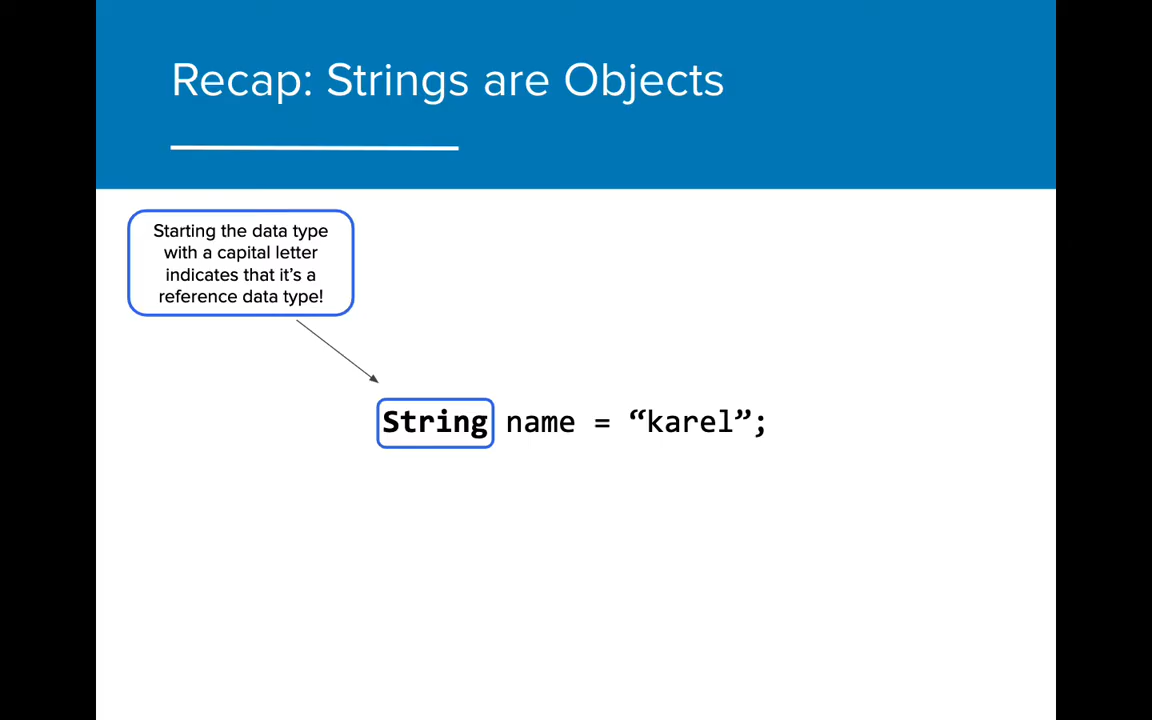 Recap: Strings are Objects
Starting the data type
with a capital letter
indicates that it’s a
reference data type!
String name = “karel”;